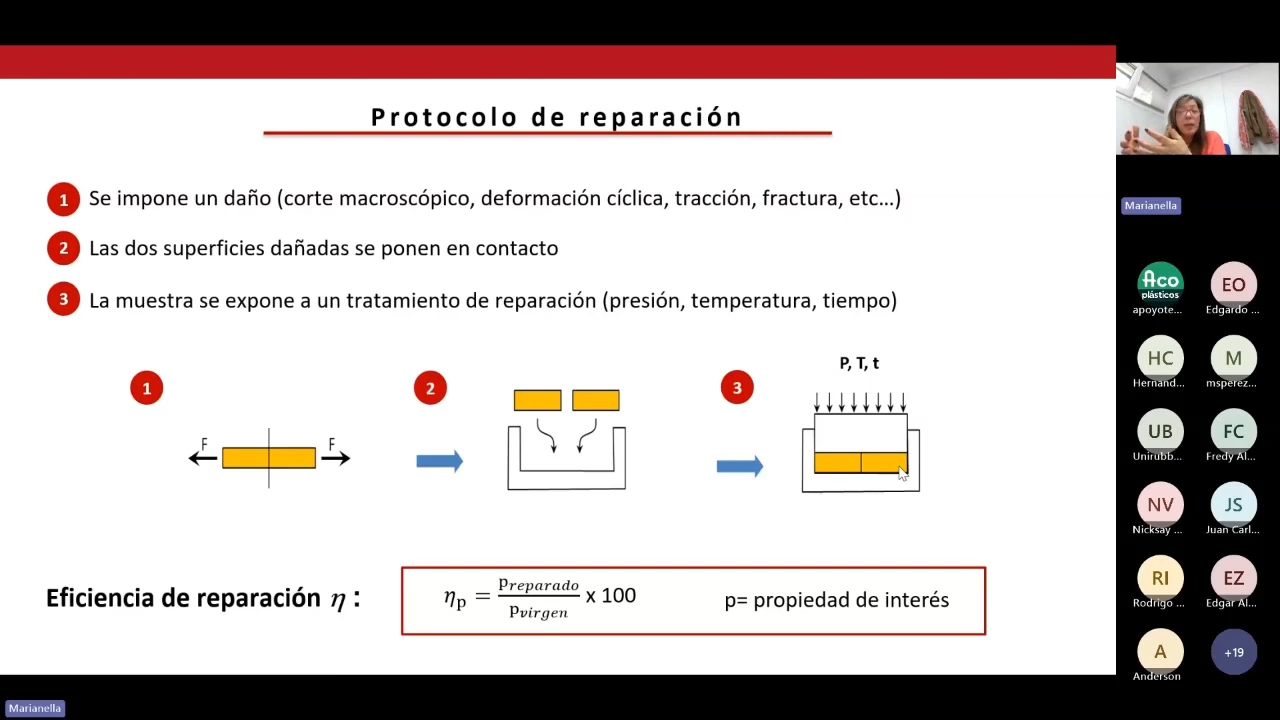 Protocolo de reparación
1 Se impone un daño (corte macroscópico, deformación cíclica, tracción, fractura, etc...)
2 Las dos superficies dañadas se ponen en contacto
3 La muestra se expone a un tratamiento de reparación (presión, temperatura, tiempo)
1
F
F
2
3
P, T, t
Eficiencia de reparación η :
ηp = preparado / pvirgen x 100
p= propiedad de interés
Marianella
Aco
plásticos
apoyote...
EO
Edgardo ...
HC
Hernand...
M
msperez...
UB
Unirubb...
FC
Fredy Al...
NV
Nicksay ...
JS
Juan Carl...
RI
Rodrigo ...
EZ
Edgar Al...
A
Anderson
+19
Marianella